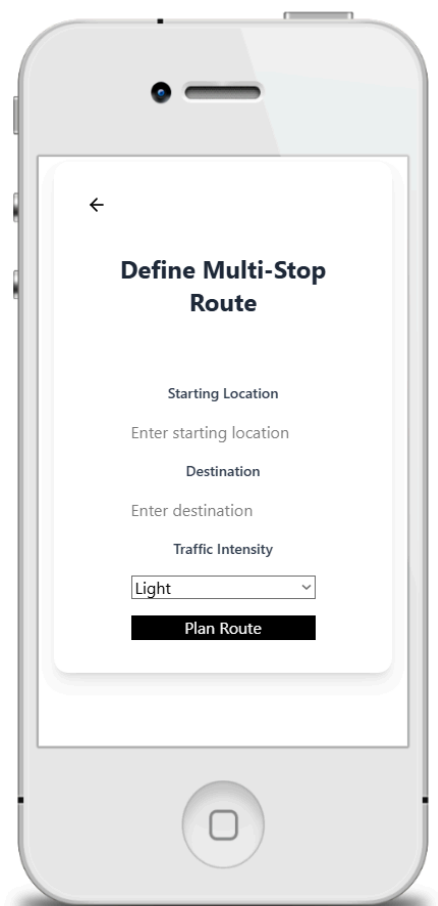 Define Multi-Stop
Route
Starting Location
Enter starting location
Destination
Enter destination
Traffic Intensity
Light
Plan Route